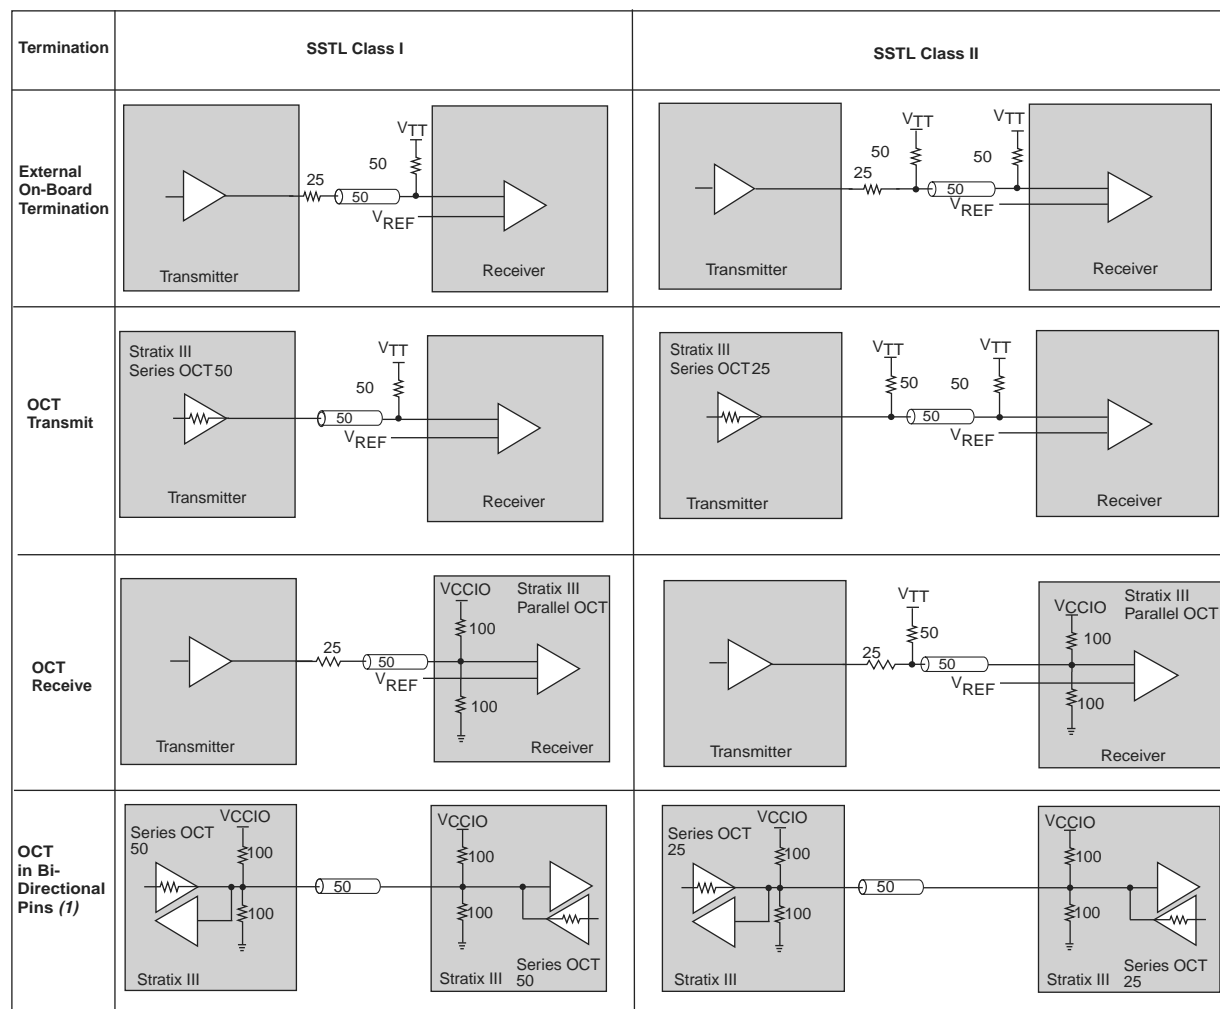 Termination
SSTL Class I
SSTL Class II
External
On-Board
Termination
VTT
50
25
50
VREF
Transmitter
Receiver
VTT
VTT
50
50
25
50
VREF
Transmitter
Receiver
OCT
Transmit
Stratix III
Series OCT 50
VTT
50
50
VREF
Transmitter
Receiver
Stratix III
Series OCT 25
VTT
VTT
50
50
50
VREF
Transmitter
Receiver
OCT
Receive
25
50
VREF
VCCIO
Stratix III
Parallel OCT
100
100
Transmitter
Receiver
VTT
50
25
50
VREF
Stratix III
Parallel OCT
VCCIO
100
100
Transmitter
Receiver
OCT
in Bi-
Directional
Pins (1)
VCCIO
Series OCT
50
100
100
Stratix III
50
VCCIO
100
100
Stratix III
Series OCT
50
VCCIO
Series OCT
25
100
100
Stratix III
50
VCCIO
100
100
Stratix III
Series OCT
25